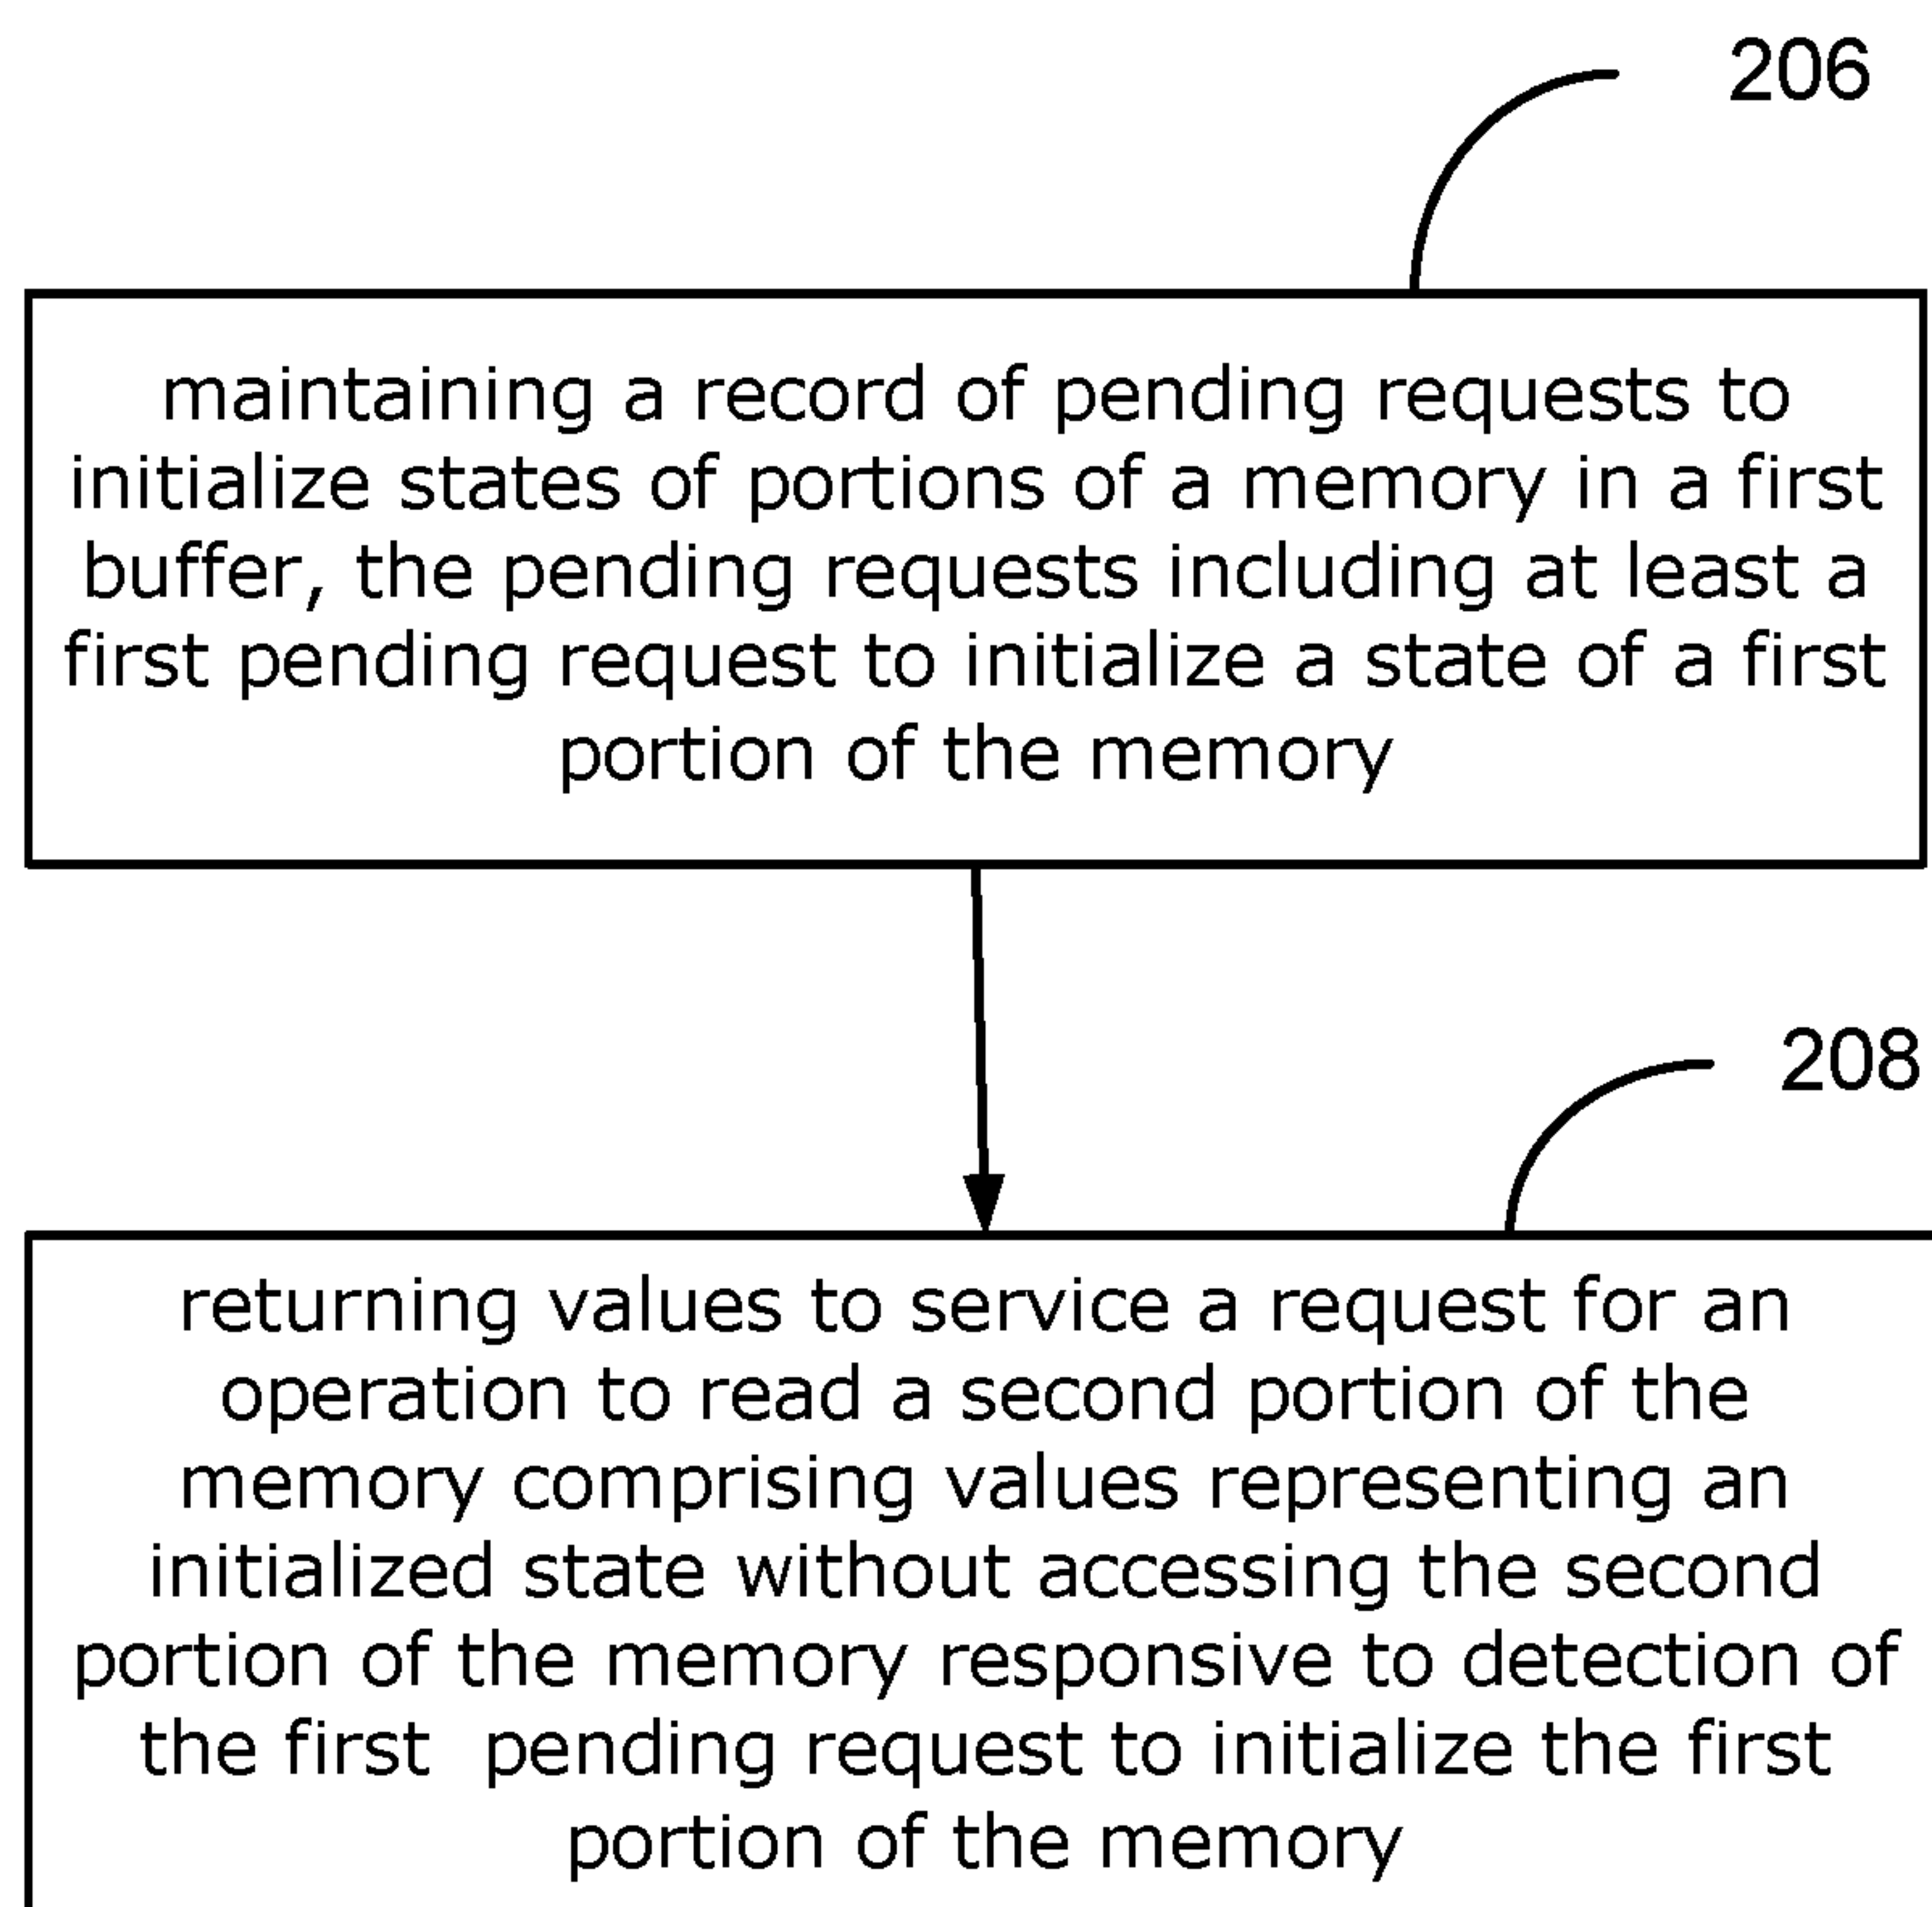 206
maintaining a record of pending requests to
initialize states of portions of a memory in a first
buffer, the pending requests including at least a
first pending request to initialize a state of a first
portion of the memory
208
returning values to service a request for an
operation to read a second portion of the
memory comprising values representing an
initialized state without accessing the second
portion of the memory responsive to detection of
the first  pending request to initialize the first
portion of the memory